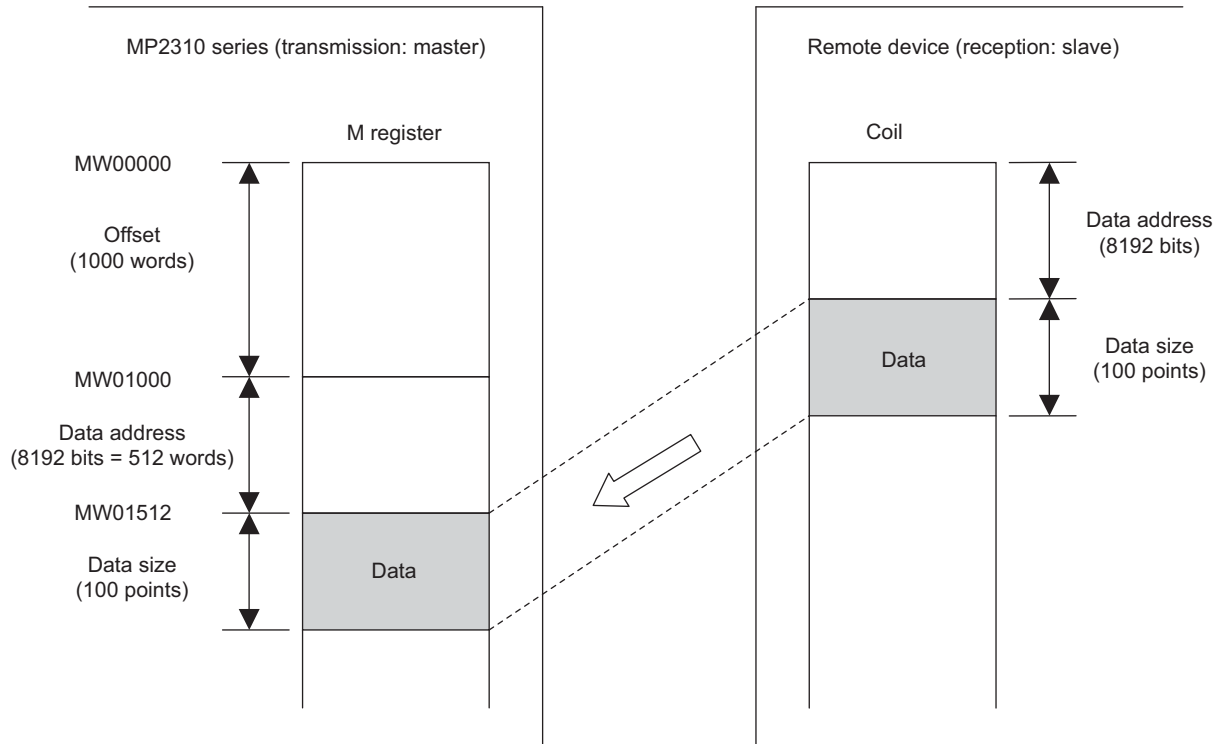 MP2310 series (transmission: master)
M register
MW00000
Offset
(1000 words)
MW01000
Data address
(8192 bits = 512 words)
MW01512
Data size
(100 points)
Data
Remote device (reception: slave)
Coil
Data address
(8192 bits)
Data
Data size
(100 points)